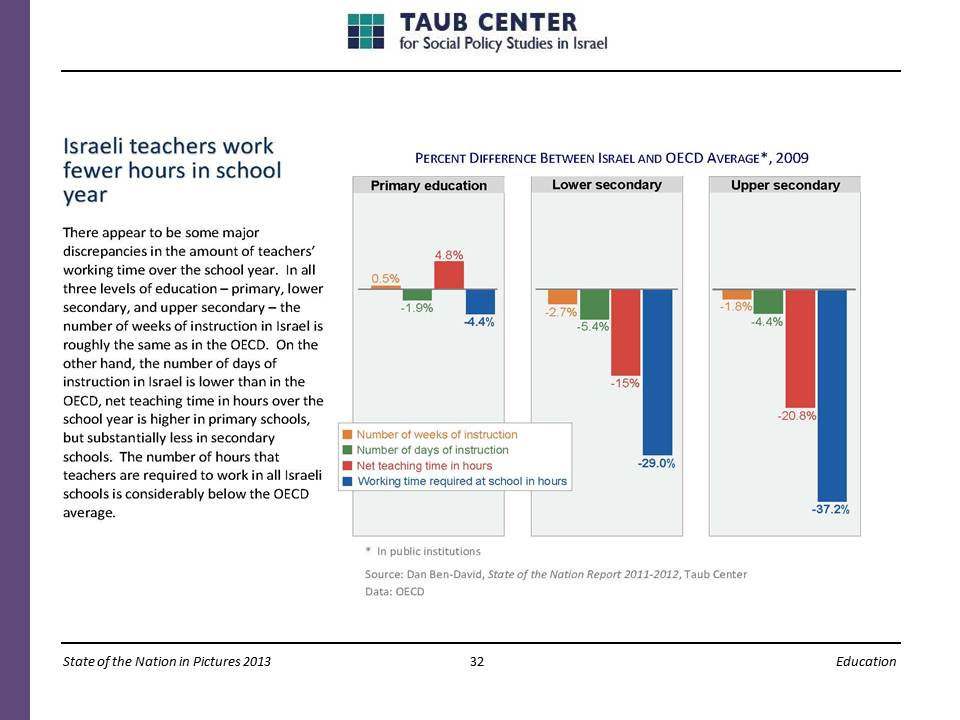 TAUB CENTER
for Social Policy Studies in Israel
Israeli teachers work
fewer hours in school
year
There appear to be some major
discrepancies in the amount of teachers’
working time over the school year. In all
three levels of education – primary, lower
secondary, and upper secondary – the
number of weeks of instruction in Israel is
roughly the same as in the OECD. On the
other hand, the number of days of
instruction in Israel is lower than in the
OECD, net teaching time in hours over the
school year is higher in primary schools,
but substantially less in secondary
schools. The number of hours that
teachers are required to work in all Israeli
schools is considerably below the OECD
average.
PERCENT DIFFERENCE BETWEEN ISRAEL AND OECD AVERAGE*, 2009
Primary education
0.5%
-1.9%
4.8%
-4.4%
Lower secondary
-2.7%
-5.4%
-15%
-29.0%
Upper secondary
-1.8%
-4.4%
-20.8%
-37.2%
Number of weeks of instruction
Number of days of instruction
Net teaching time in hours
Working time required at school in hours
* In public institutions
Source: Dan Ben-David, State of the Nation Report 2011-2012, Taub Center
Data: OECD
State of the Nation in Pictures 2013
32
Education